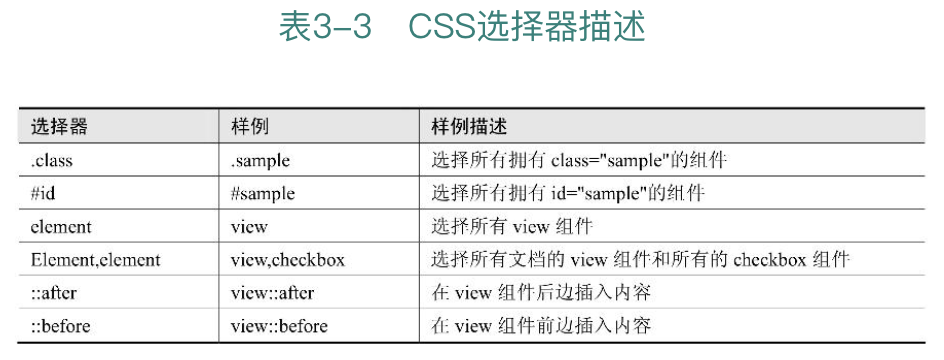 表3-3 CSS选择器描述
选择器 样例 样例描述
.class .sample 选择所有拥有 class="sample"的组件
#id #sample 选择所有拥有 id="sample"的组件
element view 选择所有 view 组件
Element,element view,checkbox 选择所有文档的 view 组件和所有的 checkbox 组件
::after view::after 在 view 组件后边插入内容
::before view::before 在 view 组件前边插入内容